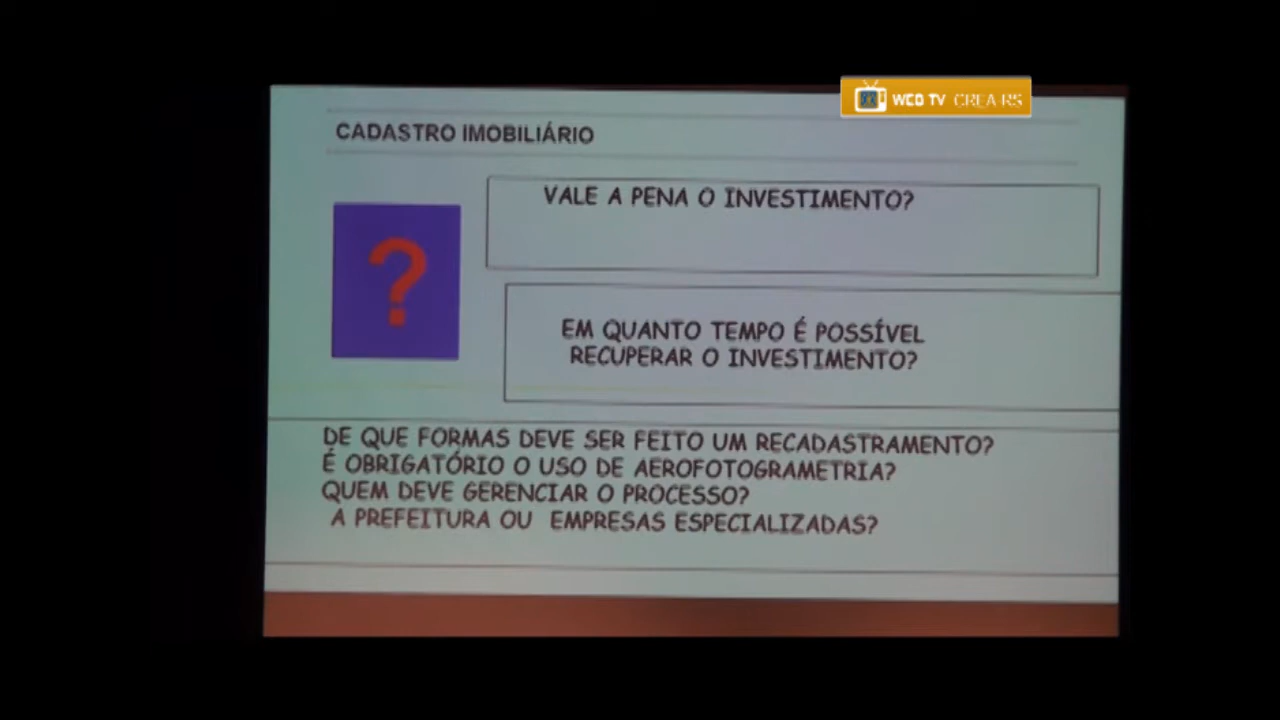 WEB TV CREA-RS
CADASTRO IMOBILIÁRIO
?
VALE A PENA O INVESTIMENTO?
EM QUANTO TEMPO É POSSÍVEL
RECUPERAR O INVESTIMENTO?
DE QUE FORMAS DEVE SER FEITO UM RECADASTRAMENTO?
É OBRIGATÓRIO O USO DE AEROFOTOGRAMETRIA?
QUEM DEVE GERENCIAR O PROCESSO?
A PREFEITURA OU EMPRESAS ESPECIALIZADAS?